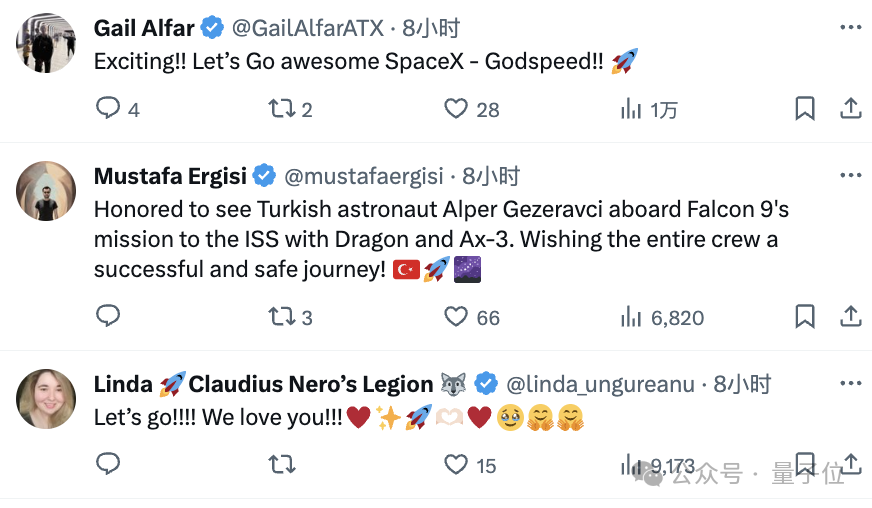 Gail Alfar @GailAlfarATX · 8小时
Exciting!! Let’s Go awesome SpaceX - Godspeed!! 🚀
4 2 28 1万
Mustafa Ergisi @mustafaergisi · 8小时
Honored to see Turkish astronaut Alper Gezeravci aboard Falcon 9's
mission to the ISS with Dragon and Ax-3. Wishing the entire crew a
successful and safe journey! 🇹🇷🚀🌌
3 66 6,820
Linda 🚀Claudius Nero’s Legion 🐺 @linda_ungureanu · 8小时
Let’s go!!!! We love you!!!❤️✨🚀🫶🏻❤️🥹🤗🤗
15 9,173
公众号 · 量子位